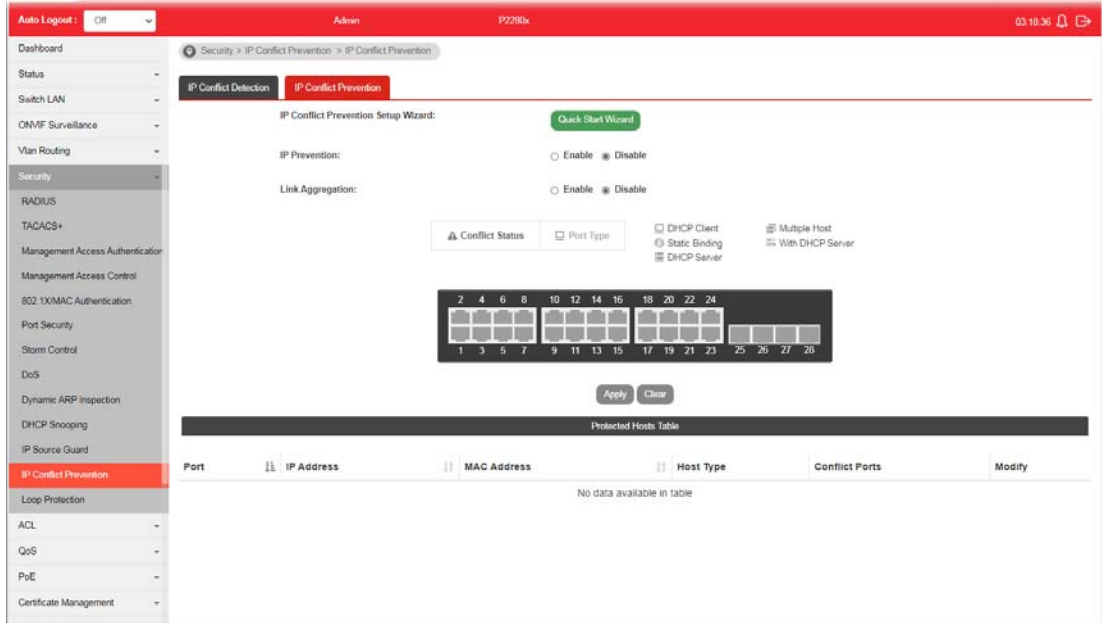 Auto Logout : Off Admin P2280x 03:18:36
Dashboard
Status
Switch LAN
ONVIF Surveillance
Vlan Routing
Security
RADIUS
TACACS+
Management Access Authentication
Management Access Control
802.1X/MAC Authentication
Port Security
Storm Control
DoS
Dynamic ARP Inspection
DHCP Snooping
IP Source Guard
IP Conflict Prevention
Loop Protection
ACL
QoS
PoE
Certificate Management
Security > IP Conflict Prevention > IP Conflict Prevention
IP Conflict Detection IP Conflict Prevention
IP Conflict Prevention Setup Wizard: Quick Start Wizard
IP Prevention: Enable Disable
Link Aggregation: Enable Disable
Conflict Status Port Type
DHCP Client Multiple Host
Static Binding With DHCP Server
DHCP Server
2 4 6 8 10 12 14 16 18 20 22 24
1 3 5 7 9 11 13 15 17 19 21 23 25 26 27 28
Apply Clear
Protected Hosts Table
Port IP Address MAC Address Host Type Conflict Ports Modify
No data available in table